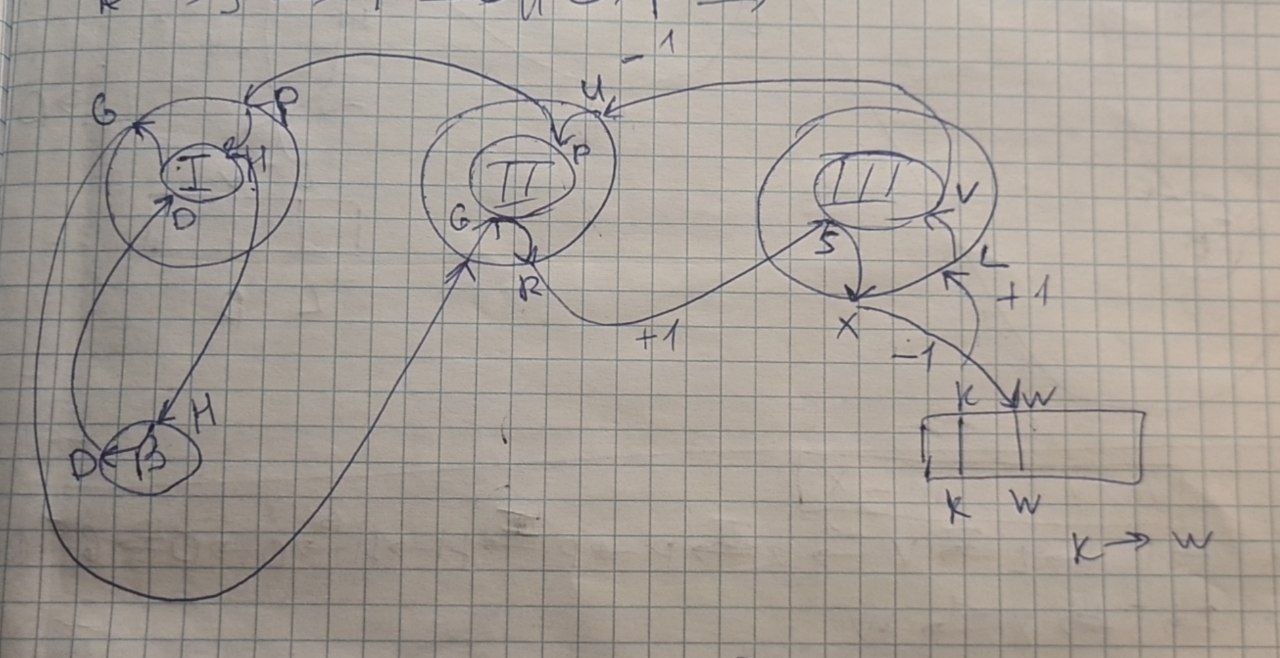 -1
G P U
I H II P III V
D G S
R L
+1 X -1 +1
H K W
D B
K W
K → W